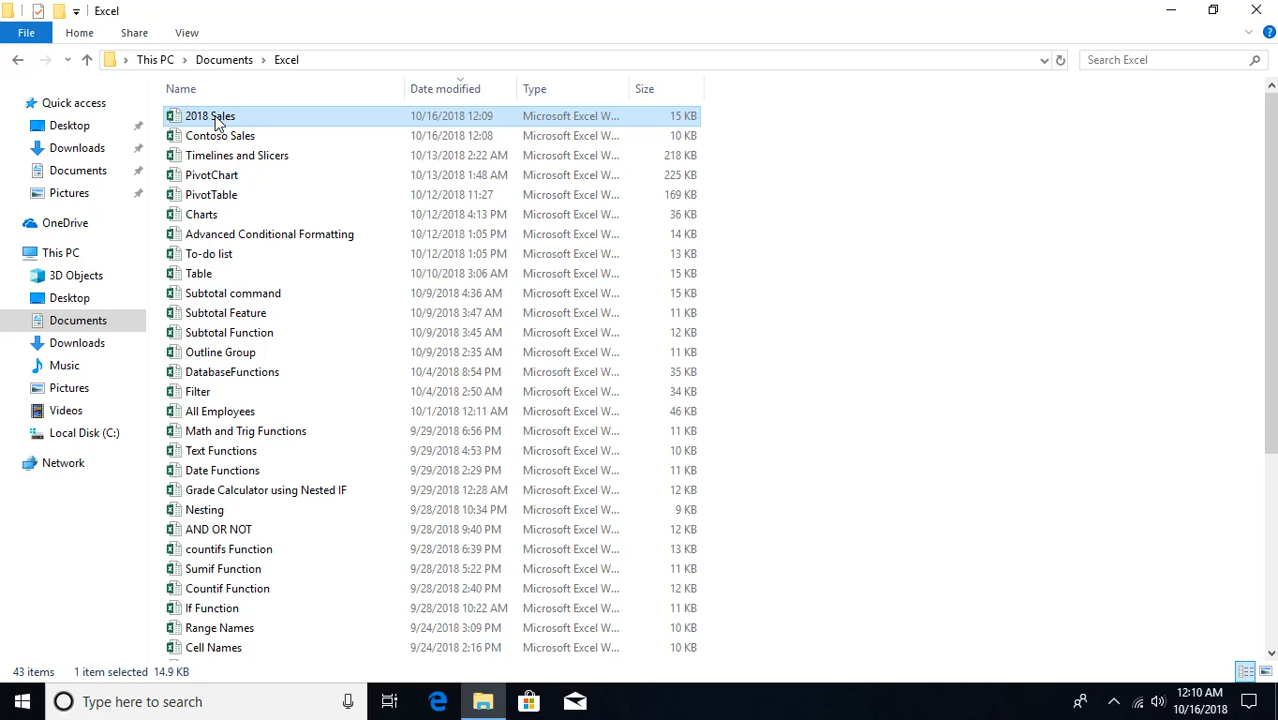 Excel
File Home Share View
This PC Documents Excel Search Excel
Name Date modified Type Size
Quick access
Desktop
Downloads
Documents
Pictures
OneDrive
This PC
3D Objects
Desktop
Documents
Downloads
Music
Pictures
Videos
Local Disk (C:)
Network
2018 Sales 10/16/2018 12:09 Microsoft Excel W... 15 KB
Contoso Sales 10/16/2018 12:08 Microsoft Excel W... 10 KB
Timelines and Slicers 10/13/2018 2:22 AM Microsoft Excel W... 218 KB
PivotChart 10/13/2018 1:48 AM Microsoft Excel W... 225 KB
PivotTable 10/12/2018 11:27 Microsoft Excel W... 169 KB
Charts 10/12/2018 4:13 PM Microsoft Excel W... 36 KB
Advanced Conditional Formatting 10/12/2018 1:05 PM Microsoft Excel W... 14 KB
To-do list 10/12/2018 1:05 PM Microsoft Excel W... 13 KB
Table 10/10/2018 3:06 AM Microsoft Excel W... 15 KB
Subtotal command 10/9/2018 4:36 AM Microsoft Excel W... 15 KB
Subtotal Feature 10/9/2018 3:47 AM Microsoft Excel W... 11 KB
Subtotal Function 10/9/2018 3:45 AM Microsoft Excel W... 12 KB
Outline Group 10/9/2018 2:35 AM Microsoft Excel W... 11 KB
DatabaseFunctions 10/4/2018 8:54 PM Microsoft Excel W... 35 KB
Filter 10/4/2018 2:50 AM Microsoft Excel W... 34 KB
All Employees 10/1/2018 12:11 AM Microsoft Excel W... 46 KB
Math and Trig Functions 9/29/2018 6:56 PM Microsoft Excel W... 11 KB
Text Functions 9/29/2018 4:53 PM Microsoft Excel W... 10 KB
Date Functions 9/29/2018 2:29 PM Microsoft Excel W... 11 KB
Grade Calculator using Nested IF 9/29/2018 12:28 AM Microsoft Excel W... 12 KB
Nesting 9/28/2018 10:34 PM Microsoft Excel W... 9 KB
AND OR NOT 9/28/2018 9:40 PM Microsoft Excel W... 12 KB
countifs Function 9/28/2018 6:39 PM Microsoft Excel W... 13 KB
Sumif Function 9/28/2018 5:22 PM Microsoft Excel W... 11 KB
Countif Function 9/28/2018 2:40 PM Microsoft Excel W... 12 KB
If Function 9/28/2018 10:22 AM Microsoft Excel W... 11 KB
Range Names 9/24/2018 3:09 PM Microsoft Excel W... 10 KB
Cell Names 9/24/2018 2:16 PM Microsoft Excel W... 10 KB
43 items 1 item selected 14.9 KB
Type here to search
12:10 AM
10/16/2018